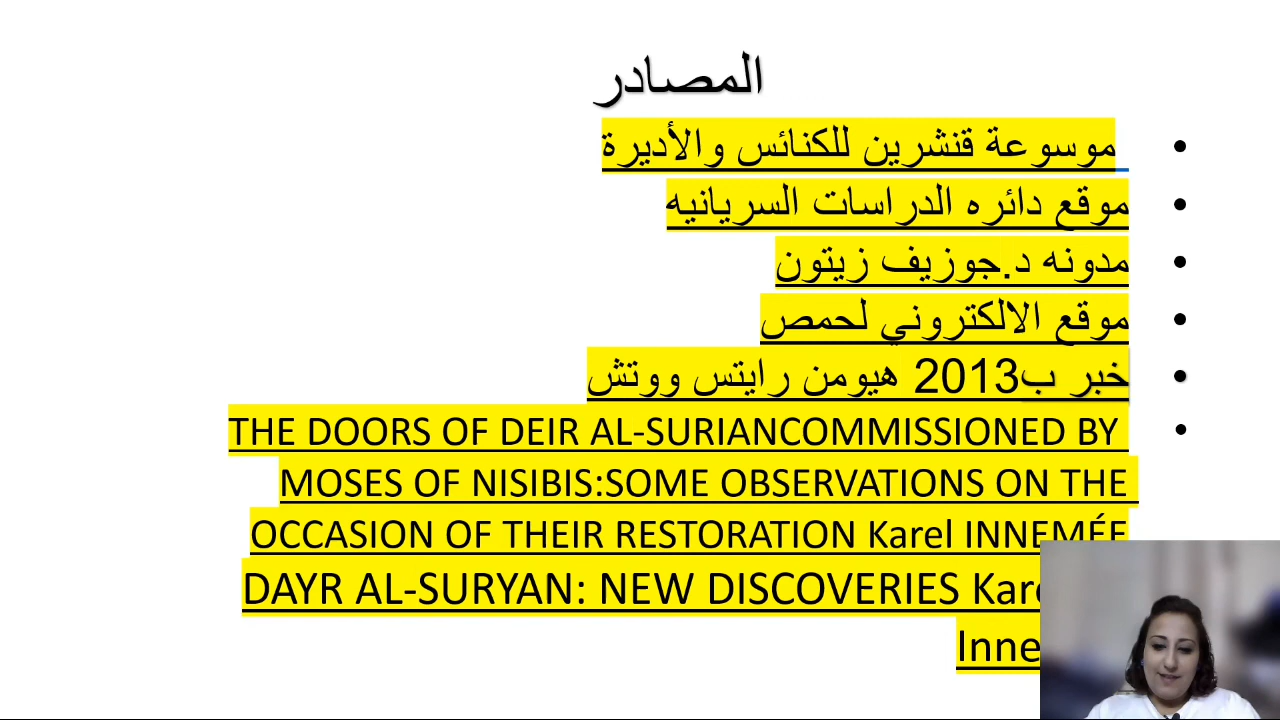 المصادر
موسوعة قنشرين للكنائس والأديرة
موقع دائره الدراسات السريانيه
مدونه د.جوزيف زيتون
موقع الالكتروني لحمص
خبر ب2013 هيومن رايتس ووتش
THE DOORS OF DEIR AL-SURIANCOMMISSIONED BY
MOSES OF NISIBIS:SOME OBSERVATIONS ON THE
OCCASION OF THEIR RESTORATION Karel INNEMÉE
DAYR AL-SURYAN: NEW DISCOVERIES